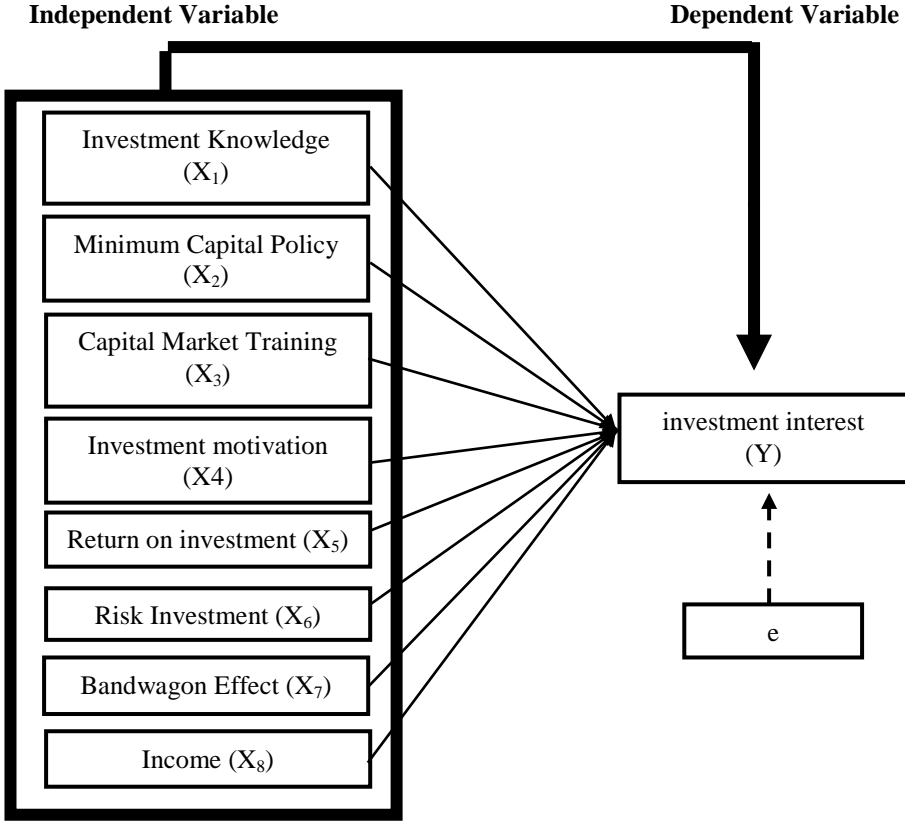 Independent Variable
Dependent Variable
Investment Knowledge
(X₁)
Minimum Capital Policy
(X₂)
Capital Market Training
(X₃)
Investment motivation
(X4)
Return on investment (X₅)
Risk Investment (X₆)
Bandwagon Effect (X₇)
Income (X₈)
investment interest
(Y)
e